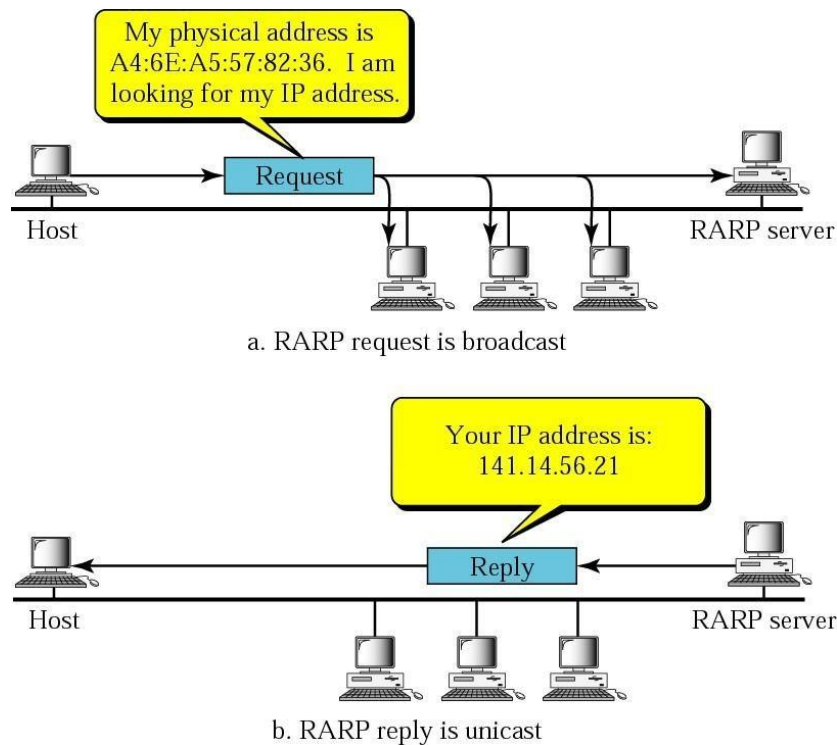 My physical address is
A4:6E:A5:57:82:36. I am
looking for my IP address.
Request
Host
RARP server
a. RARP request is broadcast
Your IP address is:
141.14.56.21
Reply
Host
RARP server
b. RARP reply is unicast